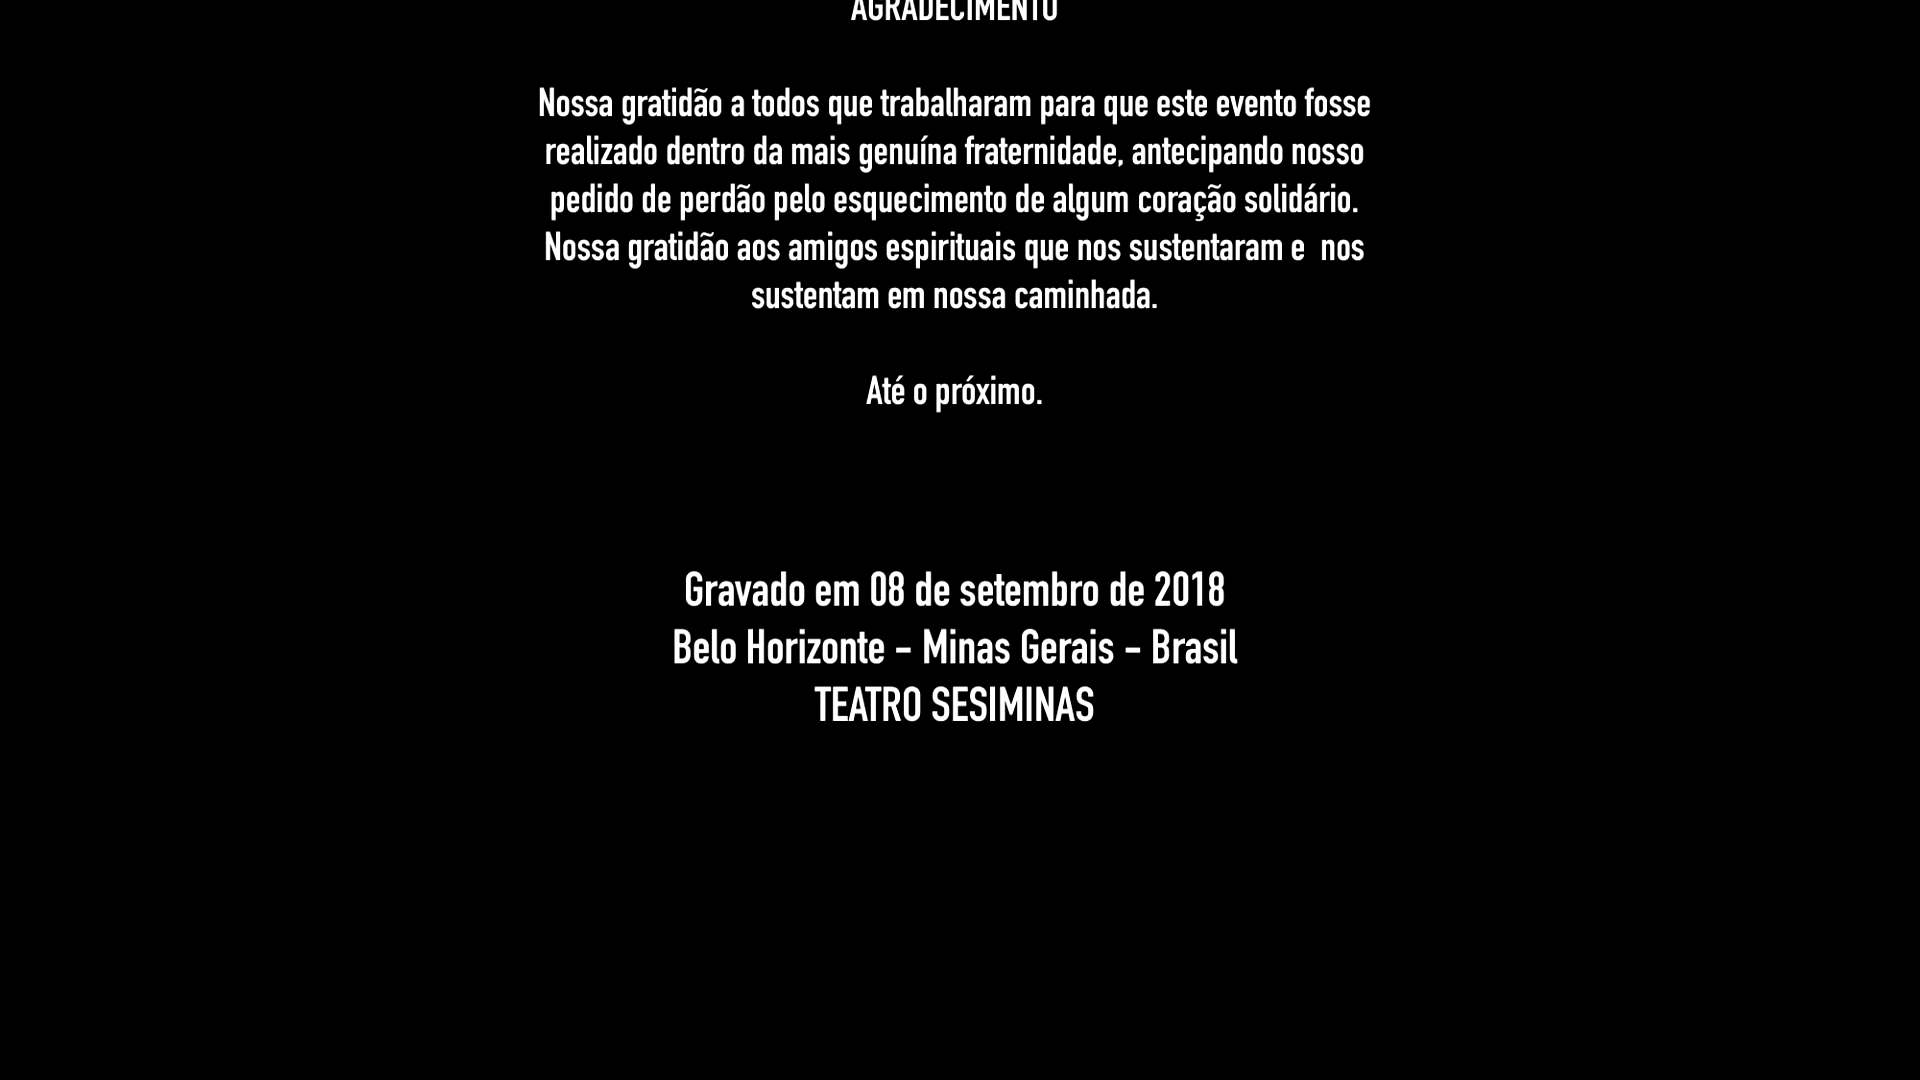 AGRADECIMENTO
Nossa gratidão a todos que trabalharam para que este evento fosse
realizado dentro da mais genuína fraternidade, antecipando nosso
pedido de perdão pelo esquecimento de algum coração solidário.
Nossa gratidão aos amigos espirituais que nos sustentaram e  nos
sustentam em nossa caminhada.
Até o próximo.
Gravado em 08 de setembro de 2018
Belo Horizonte - Minas Gerais - Brasil
TEATRO SESIMINAS